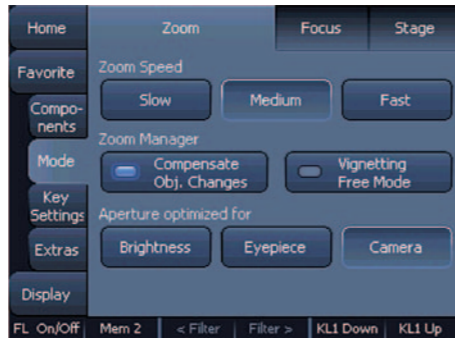 Home
Zoom
Focus
Stage
Favorite
Zoom Speed
Slow
Medium
Fast
Compo-
nents
Zoom Manager
Mode
Compensate
Obj. Changes
Vignetting
Free Mode
Key
Settings
Aperture optimized for
Extras
Brightness
Eyepiece
Camera
Display
FL On/Off
Mem 2
< Filter
Filter >
KL1 Down
KL1 Up